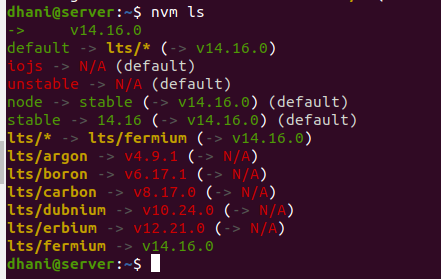 dhani@server:~$ nvm ls
->     v14.16.0
default -> lts/* (-> v14.16.0)
iojs -> N/A (default)
unstable -> N/A (default)
node -> stable (-> v14.16.0) (default)
stable -> 14.16 (-> v14.16.0) (default)
lts/* -> lts/fermium (-> v14.16.0)
lts/argon -> v4.9.1 (-> N/A)
lts/boron -> v6.17.1 (-> N/A)
lts/carbon -> v8.17.0 (-> N/A)
lts/dubnium -> v10.24.0 (-> N/A)
lts/erbium -> v12.21.0 (-> N/A)
lts/fermium -> v14.16.0
dhani@server:~$